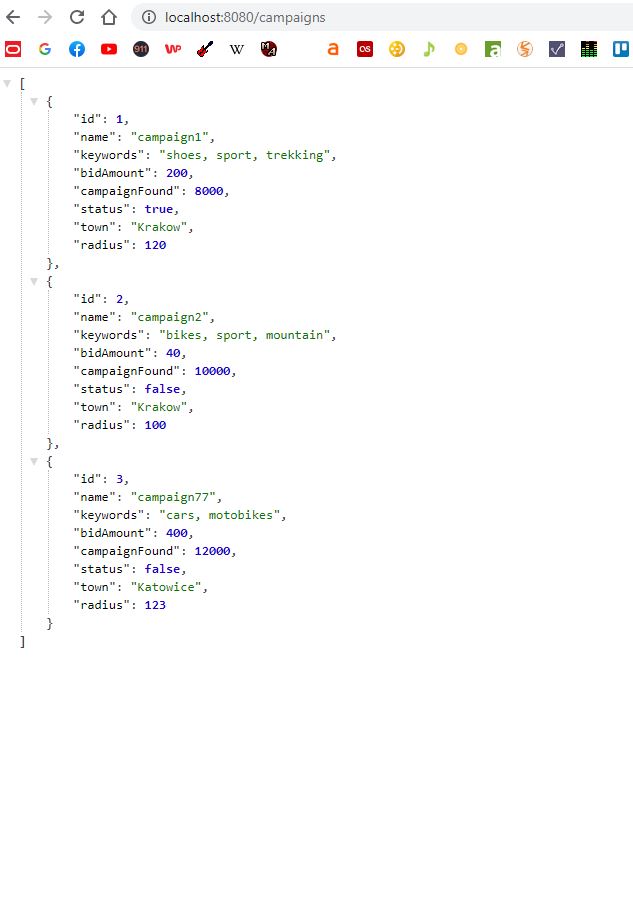 localhost:8080/campaigns
G f 911 WP W MA a OS a
[
{
"id": 1,
"name": "campaign1",
"keywords": "shoes, sport, trekking",
"bidAmount": 200,
"campaignFound": 8000,
"status": true,
"town": "Krakow",
"radius": 120
},
{
"id": 2,
"name": "campaign2",
"keywords": "bikes, sport, mountain",
"bidAmount": 40,
"campaignFound": 10000,
"status": false,
"town": "Krakow",
"radius": 100
},
{
"id": 3,
"name": "campaign77",
"keywords": "cars, motobikes",
"bidAmount": 400,
"campaignFound": 12000,
"status": false,
"town": "Katowice",
"radius": 123
}
]